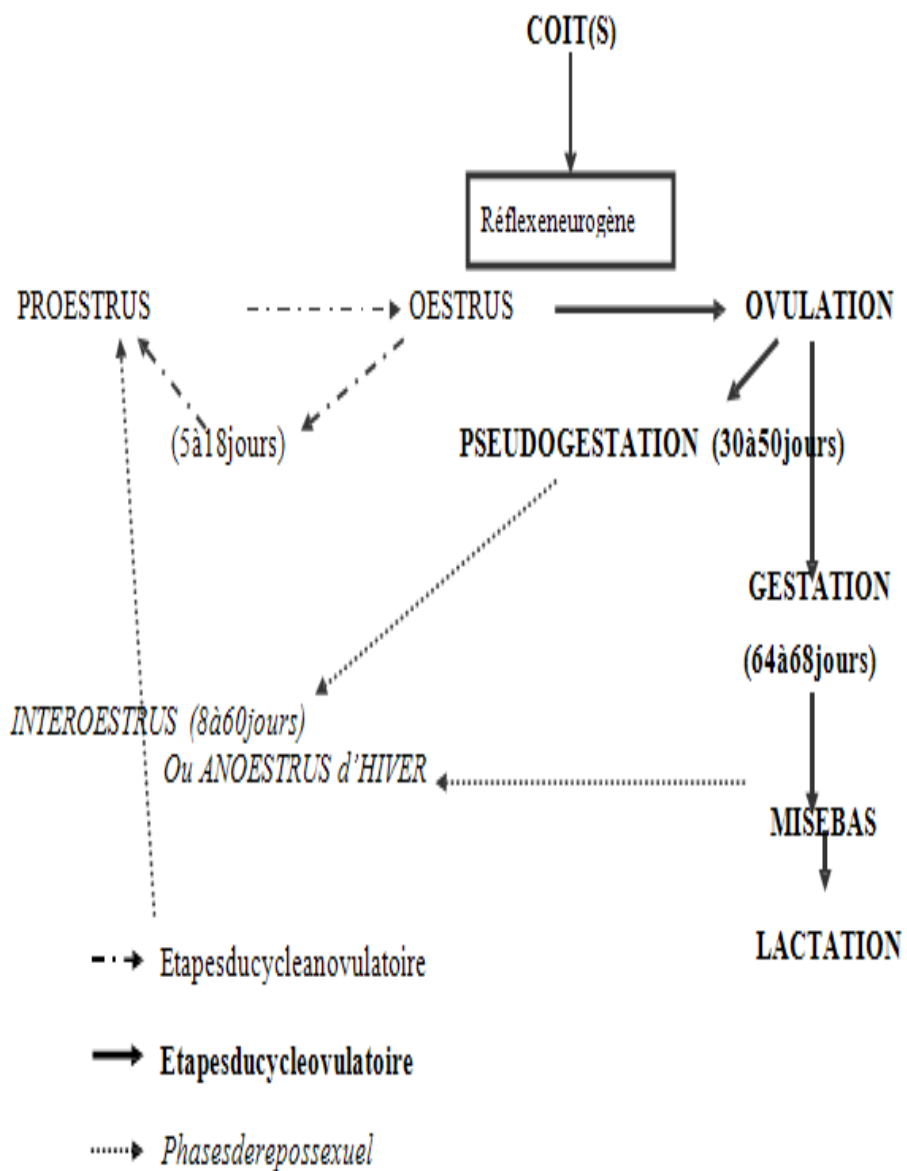 COIT(S)
Réflexeneurogène
PROESTRUS OESTRUS OVULATION
(5à18jours) PSEUDOGESTATION (30à50jours)
GESTATION
(64à68jours)
INTEROESTRUS (8à60jours)
Ou ANOESTRUS d’HIVER
MISEBAS
LACTATION
Etapesducycleanovulatoire
Etapesducycleovulatoire
Phasesderepossexuel